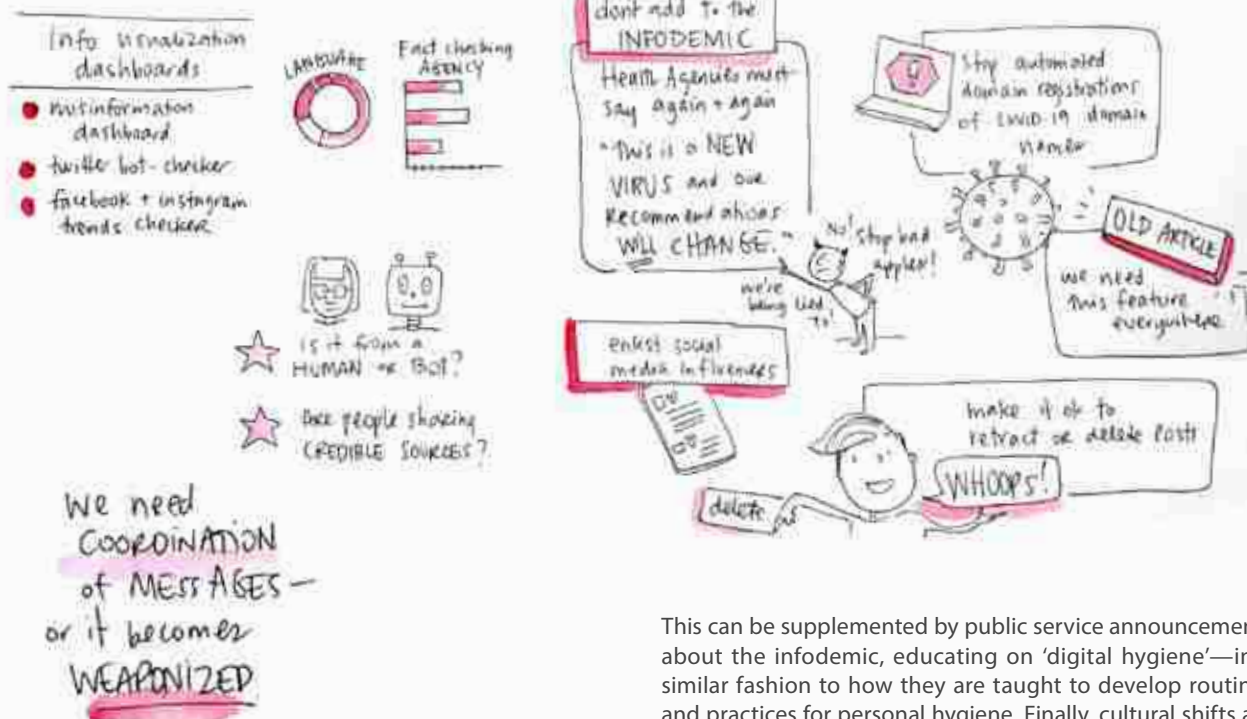 Info visualization
dashboards
misinformation
dashboard
twitter bot-checker
facebook + instagram
trends checker
LANGUAGE
Fact checking
AGENCY
is it from a
HUMAN or BOT?
Are people sharing
CREDIBLE SOURCES?
We need
COORDINATION
of MESSAGES—
or it becomes
WEAPONIZED
dont add to the
INFODEMIC
Health Agencies must
say again + again
"This is a NEW
VIRUS and our
Recommendations
WILL CHANGE."
No! Stop bad
apples!
we're
being lied
to!
Stop automated
domain registrations
of COVID-19 domain
names
OLD ARTICLE
we need
this feature
everywhere
enlist social
media influencers
make it ok to
retract or delete posts
WHOOPS!
delete
This can be supplemented by public service announcemen
about the infodemic, educating on 'digital hygiene'—in
similar fashion to how they are taught to develop routin
and practices for personal hygiene. Finally, cultural shifts a